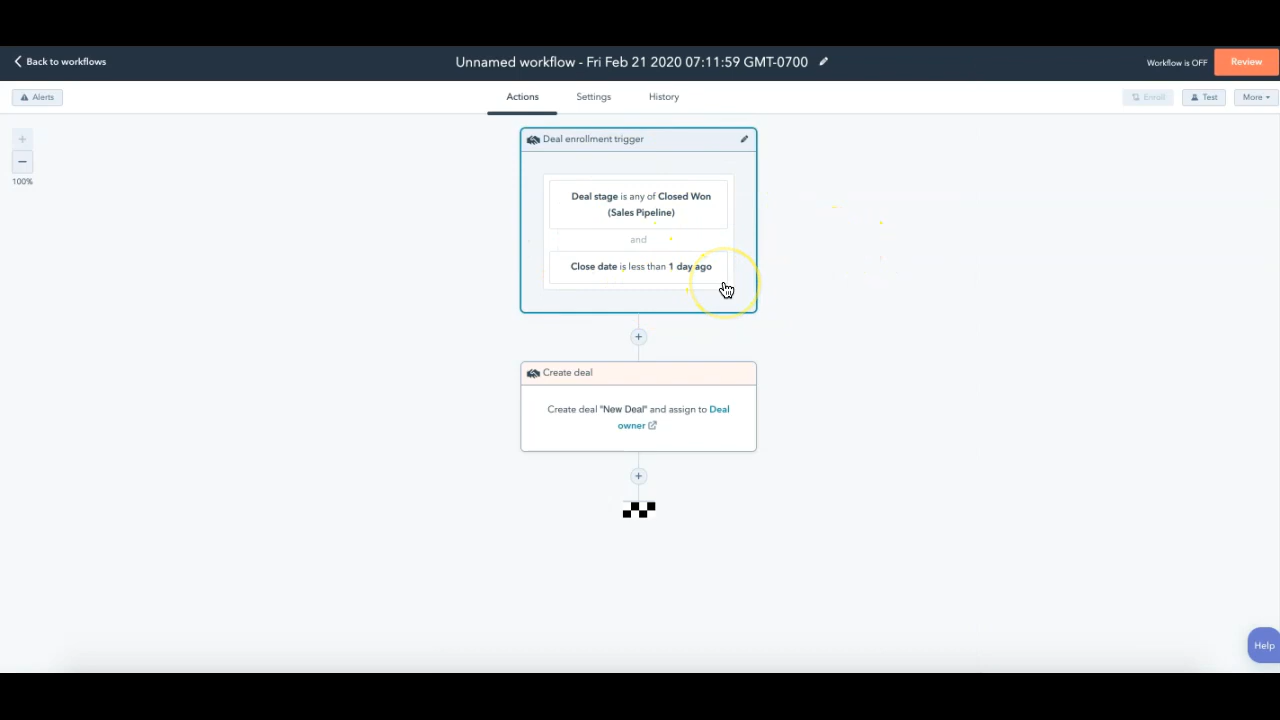 Back to workflows
Unnamed workflow - Fri Feb 21 2020 07:11:59 GMT-0700
Workflow is OFF
Review
Alerts
Actions
Settings
History
Enroll
Test
More
100%
Deal enrollment trigger
Deal stage is any of Closed Won
(Sales Pipeline)
and
Close date is less than 1 day ago
Create deal
Create deal "New Deal" and assign to Deal
owner
Help